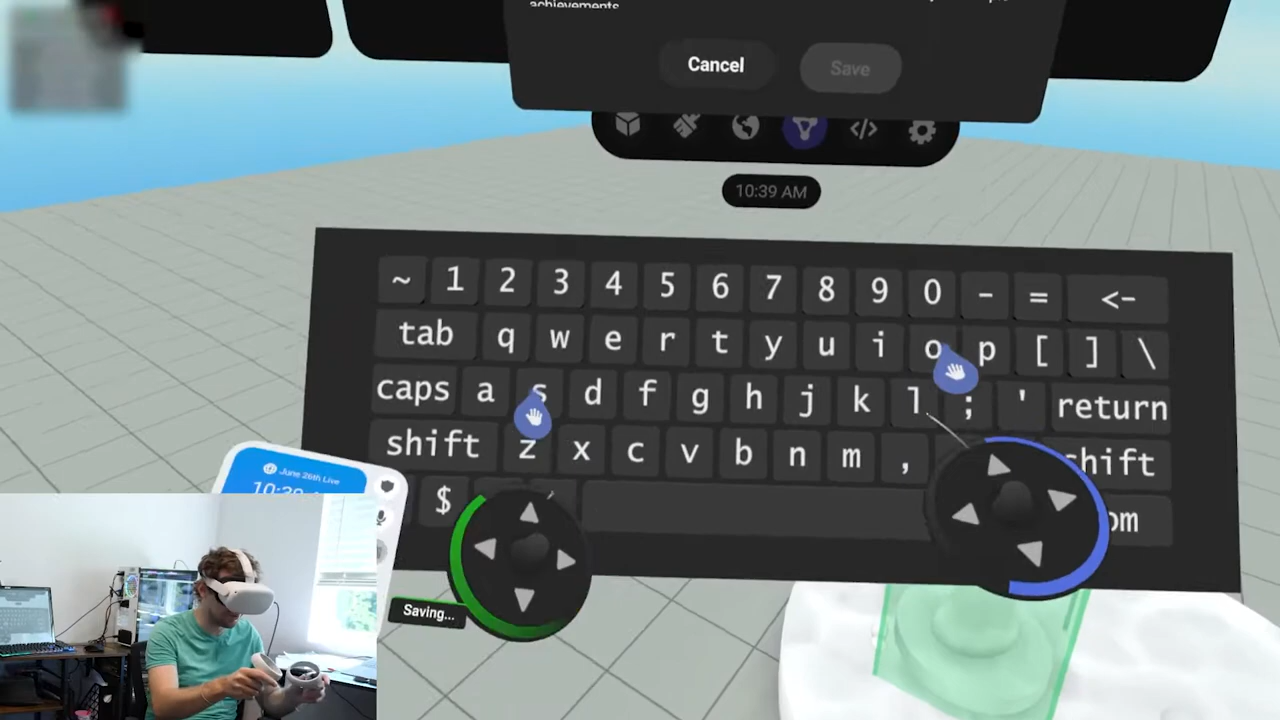 achievements
Cancel
Save
</>
10:39 AM
~ 1 2 3 4 5 6 7 8 9 0 - = <-
tab q w e r t y u i o p [ ] \
caps a s d f g h j k l ; ' return
shift z x c v b n m , shift
$ om
June 26th Live
Saving...